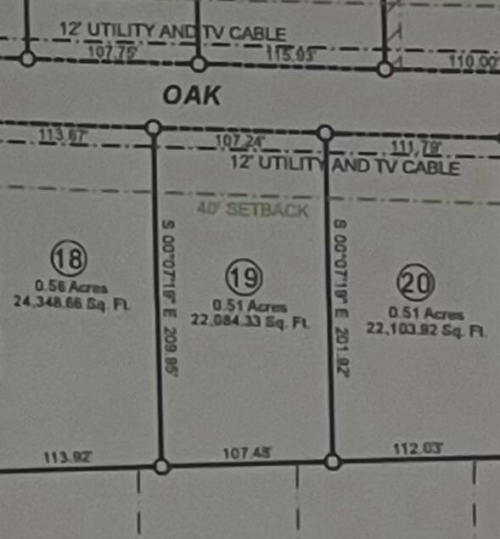 12' UTILITY AND TV CABLE
107.75'
115.05'
110.00'
OAK
113.67'
107.24'
111.79'
12' UTILITY AND TV CABLE
40' SETBACK
S 00°07'19" E 209.95'
S 00°07'19" E 201.92'
18
0.56 Acres
24,348.66 Sq. Ft.
19
0.51 Acres
22,084.33 Sq. Ft.
20
0.51 Acres
22,103.92 Sq. Ft.
113.92'
107.45'
112.03'